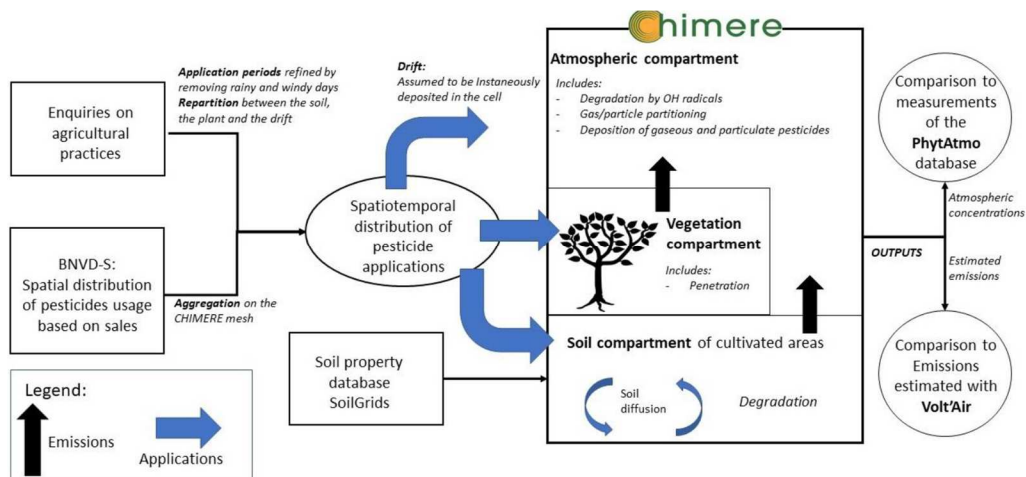 Chimere
Application periods refined by
removing rainy and windy days
Repartition between the soil,
the plant and the drift
Enquiries on
agricultural
practices
BNVD-S:
Spatial distribution
of pesticides usage
based on sales
Aggregation on the
CHIMERE mesh
Drift:
Assumed to be Instaneously
deposited in the cell
Spatiotemporal
distribution of
pesticide
applications
Soil property
database
SoilGrids
Atmospheric compartment
Includes:
- Degradation by OH radicals
- Gas/particle partitioning
- Deposition of gaseous and particulate pesticides
Vegetation
compartment
Includes:
- Penetration
Soil compartment of cultivated areas
Soil
diffusion
Degradation
OUTPUTS
Comparison to
measurements
of the
PhytAtmo
database
Atmospheric
concentrations
Estimated
emissions
Comparison to
Emissions
estimated with
Volt'Air
Legend:
Emissions
Applications